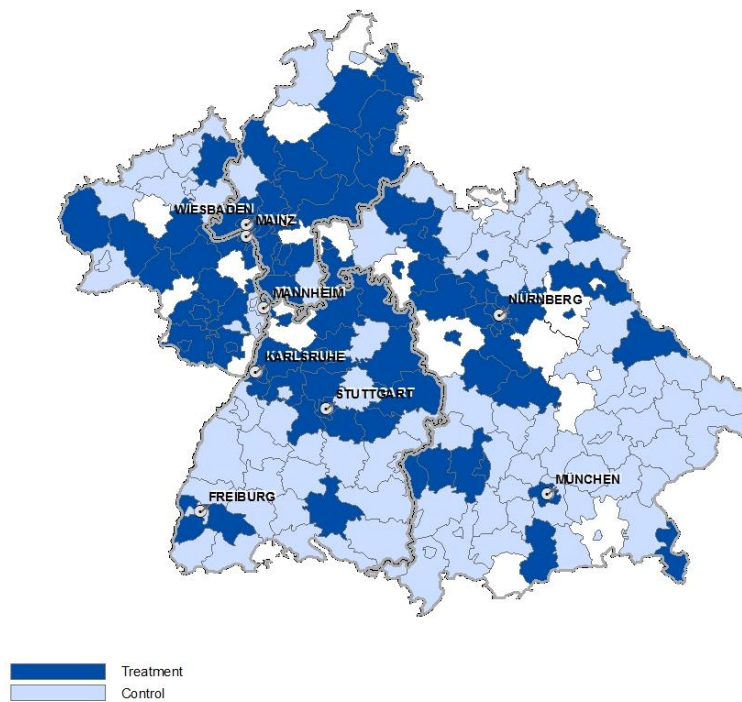 WIESBADEN
MAINZ
MANNHEIM
NÜRNBERG
KARLSRUHE
STUTTGART
MÜNCHEN
FREIBURG
Treatment
Control